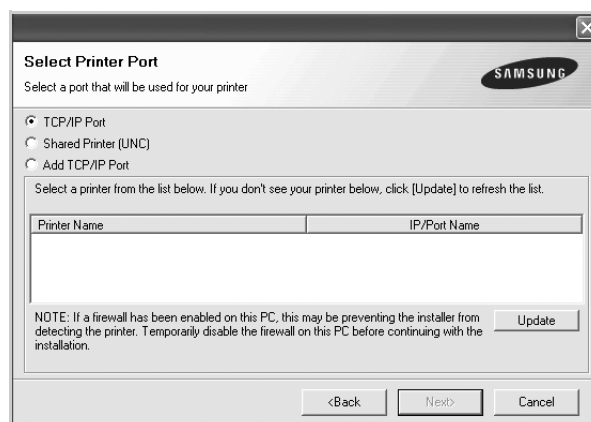 Select Printer Port
Select a port that will be used for your printer
SAMSUNG
TCP/IP Port
Shared Printer (UNC)
Add TCP/IP Port
Select a printer from the list below. If you don't see your printer below, click [Update] to refresh the list.
Printer Name
IP/Port Name
NOTE: If a firewall has been enabled on this PC, this may be preventing the installer from
detecting the printer. Temporarily disable the firewall on this PC before continuing with the
installation.
Update
<Back
Next>
Cancel